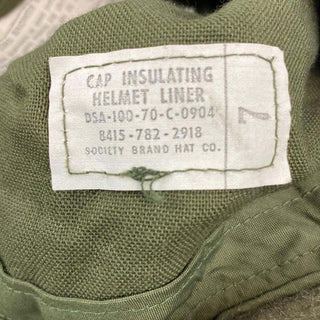 CAP INSULATING
HELMET LINER
DSA-100-70-C-0904
8415-782-2918
SOCIETY BRAND HAT CO.
7